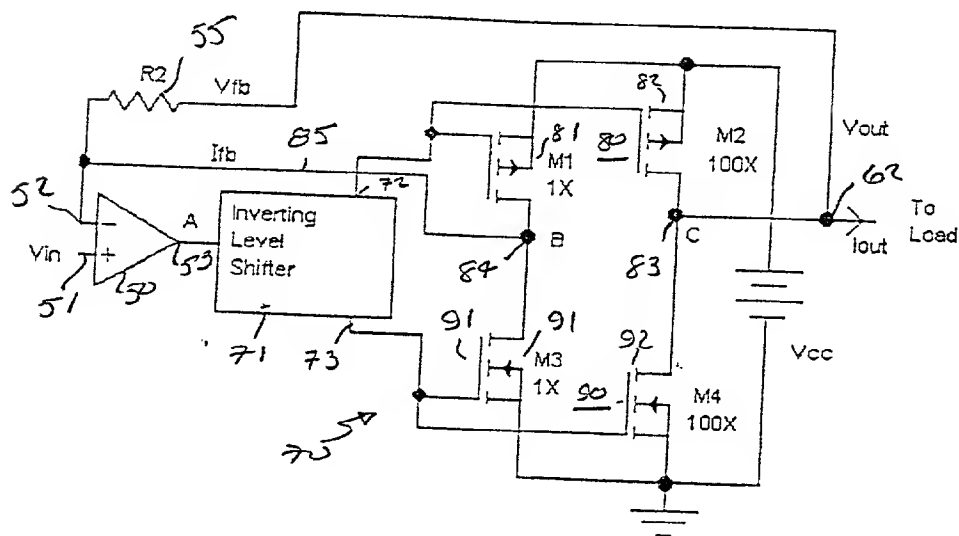 55
R2
Vfb
82
85
Ifb
81
80
M2
100X
Vout
62
To
Load
Iout
M1
1X
72
52
A
Inverting
Level
Shifter
B
C
Vin
51
50
53
84
83
71
73
91
91
M3
1X
92
90
M4
100X
Vcc
70